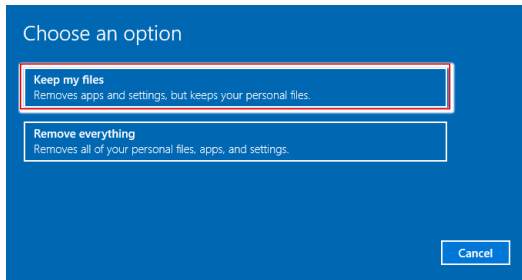 Choose an option
Keep my files
Removes apps and settings, but keeps your personal files.
Remove everything
Removes all of your personal files, apps, and settings.
Cancel